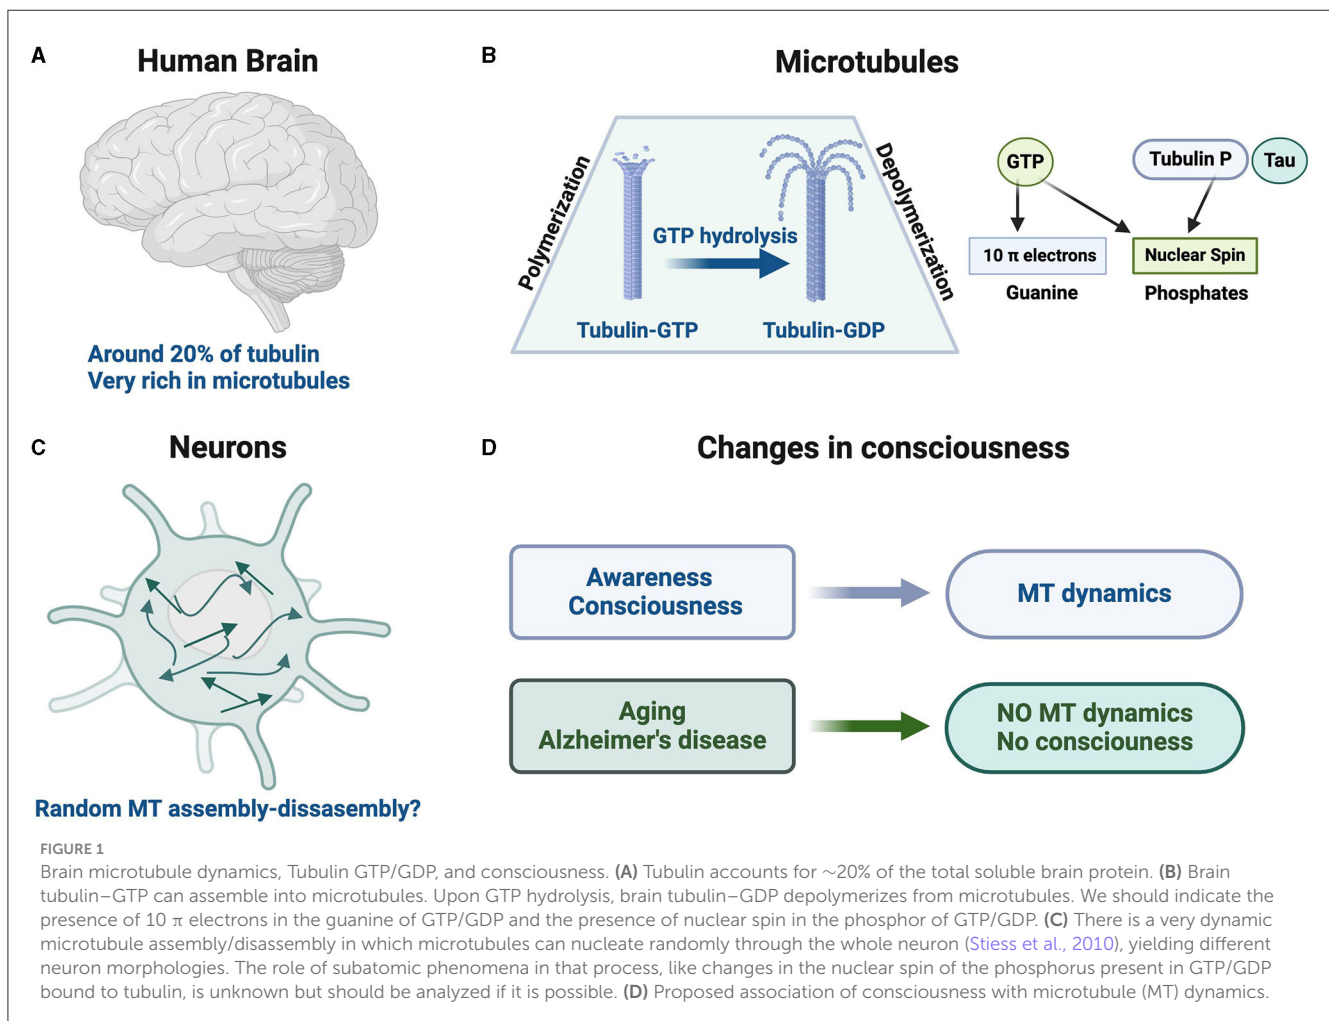 A
Human Brain
Around 20% of tubulin
Very rich in microtubules
B
Microtubules
Polymerization
GTP hydrolysis
Depolymerization
Tubulin-GTP
Tubulin-GDP
GTP
Tubulin P
Tau
10 π electrons
Nuclear Spin
Guanine
Phosphates
C
Neurons
Random MT assembly-dissasembly?
D
Changes in consciousness
Awareness
Consciousness
MT dynamics
Aging
Alzheimer's disease
NO MT dynamics
No consciouness
FIGURE 1
Brain microtubule dynamics, Tubulin GTP/GDP, and consciousness. (A) Tubulin accounts for ∼20% of the total soluble brain protein. (B) Brain
tubulin–GTP can assemble into microtubules. Upon GTP hydrolysis, brain tubulin–GDP depolymerizes from microtubules. We should indicate the
presence of 10 π electrons in the guanine of GTP/GDP and the presence of nuclear spin in the phosphor of GTP/GDP. (C) There is a very dynamic
microtubule assembly/disassembly in which microtubules can nucleate randomly through the whole neuron (Stiess et al., 2010), yielding different
neuron morphologies. The role of subatomic phenomena in that process, like changes in the nuclear spin of the phosphorus present in GTP/GDP
bound to tubulin, is unknown but should be analyzed if it is possible. (D) Proposed association of consciousness with microtubule (MT) dynamics.